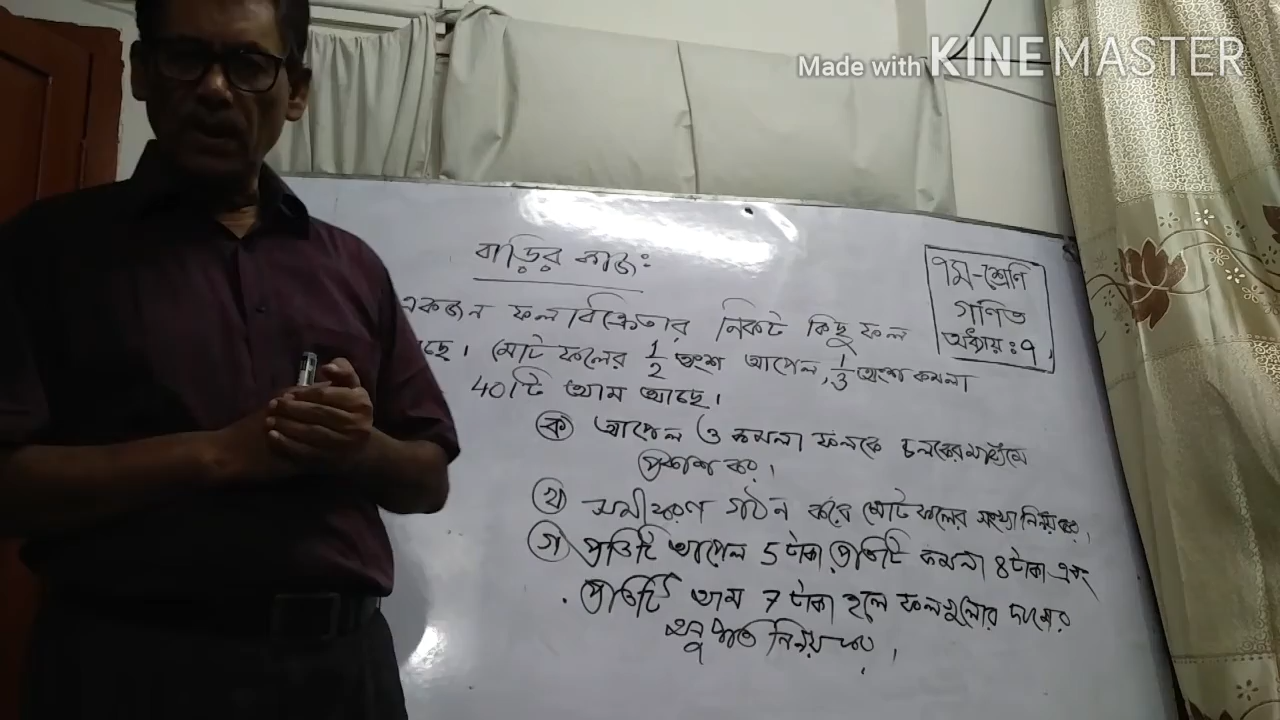 Made with KINEMASTER
বাড়ির কাজঃ
৭ম-শ্রেণি
গণিত
অধ্যায়ঃ ৭
একজন ফলবিক্রেতার নিকট কিছু ফল
ছে। মোট ফলের 1/2 অংশ আপেল, 1/3 অংশ কমলা
40টি আম আছে।
ক) আপেল ও কমলা ফলকে চলকের মাধ্যমে
প্রকাশ কর।
খ) সমীকরণ গঠন করে মোট ফলের সংখ্যা নির্ণয় কর।
গ) প্রতিটি আপেল 5 টাকা, প্রতিটি কমলা 8 টাকা এবং
প্রতিটি আম 7 টাকা হলে ফলগুলোর দামের
অনুপাত নির্ণয় কর।